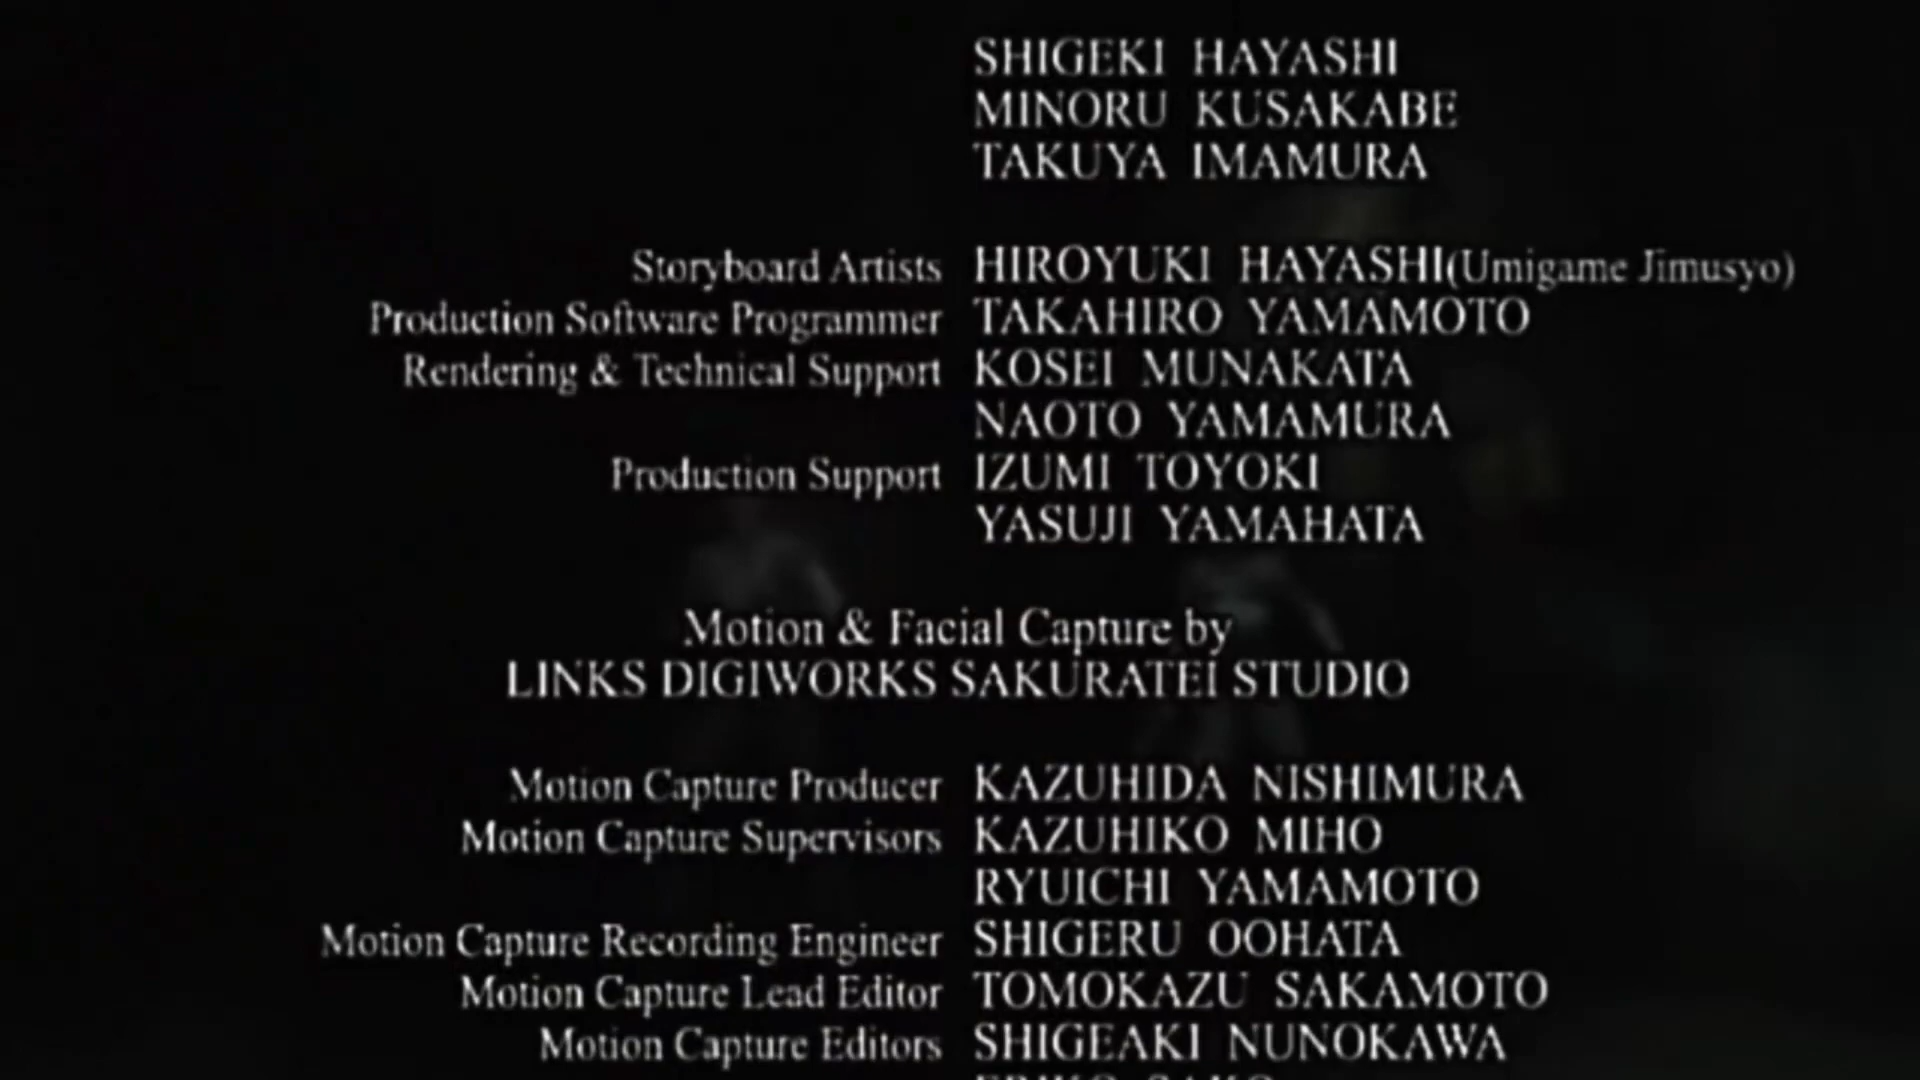 SHIGEKI HAYASHI
MINORU KUSAKABE
TAKUYA IMAMURA
Storyboard Artists HIROYUKI HAYASHI(Umigame Jimusyo)
Production Software Programmer TAKAHIRO YAMAMOTO
Rendering & Technical Support KOSEI MUNAKATA
NAOTO YAMAMURA
Production Support IZUMI TOYOKI
YASUJI YAMAHATA
Motion & Facial Capture by
LINKS DIGIWORKS SAKURATEI STUDIO
Motion Capture Producer KAZUHIDA NISHIMURA
Motion Capture Supervisors KAZUHIKO MIHO
RYUICHI YAMAMOTO
Motion Capture Recording Engineer SHIGERU OOHATA
Motion Capture Lead Editor TOMOKAZU SAKAMOTO
Motion Capture Editors SHIGEAKI NUNOKAWA